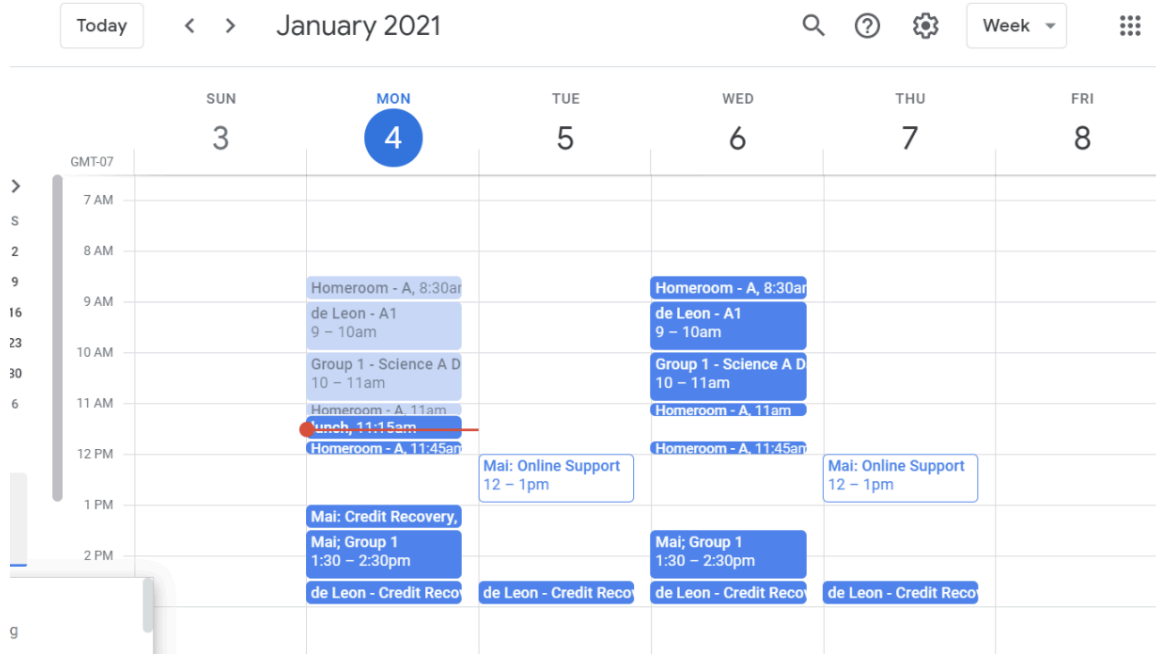 Today January 2021 Week
SUN MON TUE WED THU FRI
3 4 5 6 7 8
GMT-07
S
2
9
16
23
30
6
7 AM
8 AM
9 AM
10 AM
11 AM
12 PM
1 PM
2 PM
Homeroom - A, 8:30am
de Leon - A1
9 – 10am
Group 1 - Science A D
10 – 11am
Homeroom - A, 11am
lunch, 11:15am
Homeroom - A, 11:45am
Mai: Credit Recovery,
Mai; Group 1
1:30 – 2:30pm
de Leon - Credit Recov
Mai: Online Support
12 – 1pm
de Leon - Credit Recov
Homeroom - A, 8:30am
de Leon - A1
9 – 10am
Group 1 - Science A D
10 – 11am
Homeroom - A, 11am
Homeroom - A, 11:45am
Mai; Group 1
1:30 – 2:30pm
de Leon - Credit Recov
Mai: Online Support
12 – 1pm
de Leon - Credit Recov
g